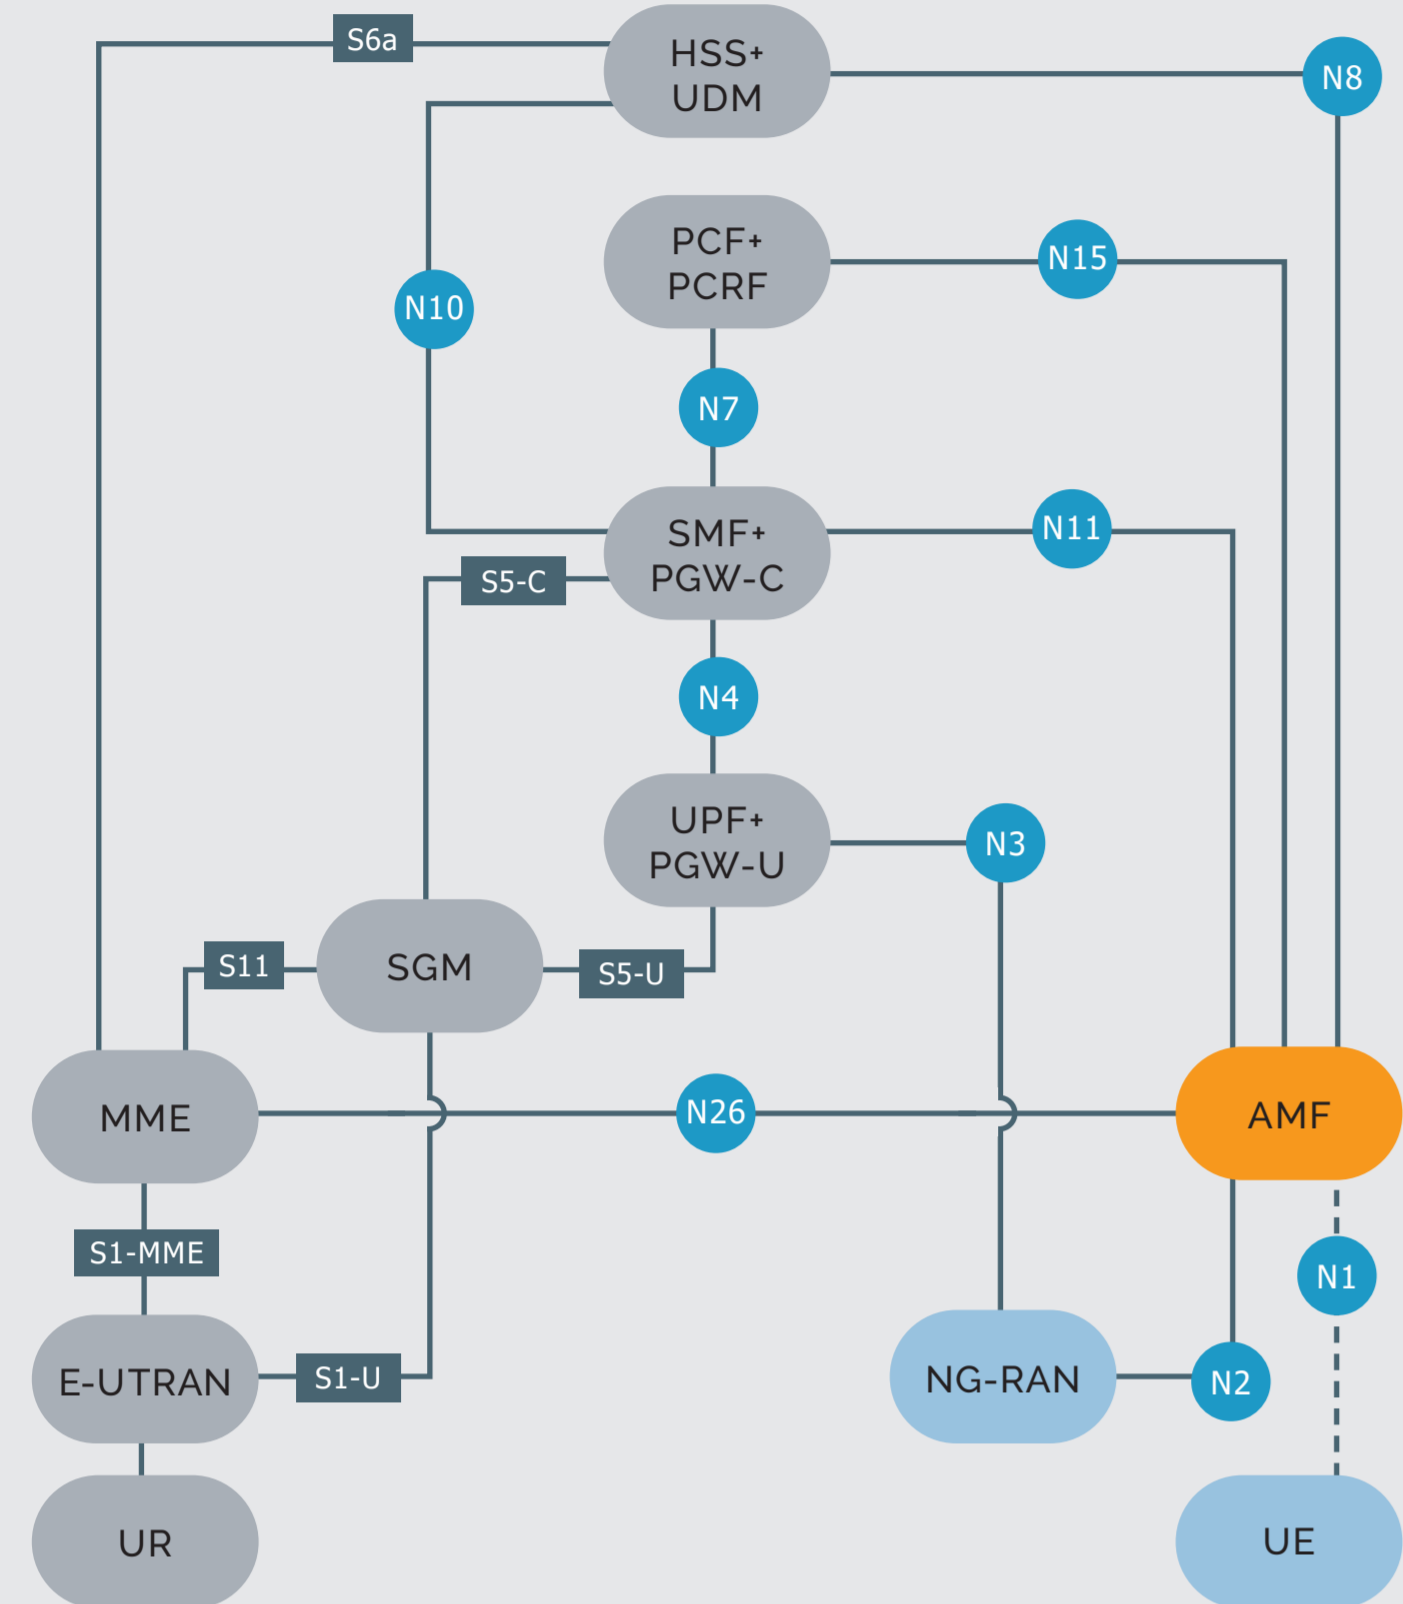 S6a
HSS+
UDM
N8
PCF+
PCRF
N15
N10
N7
SMF+
PGW-C
N11
S5-C
N4
UPF+
PGW-U
N3
S11
SGM
S5-U
MME
N26
AMF
S1-MME
N1
E-UTRAN
S1-U
NG-RAN
N2
UR
UE